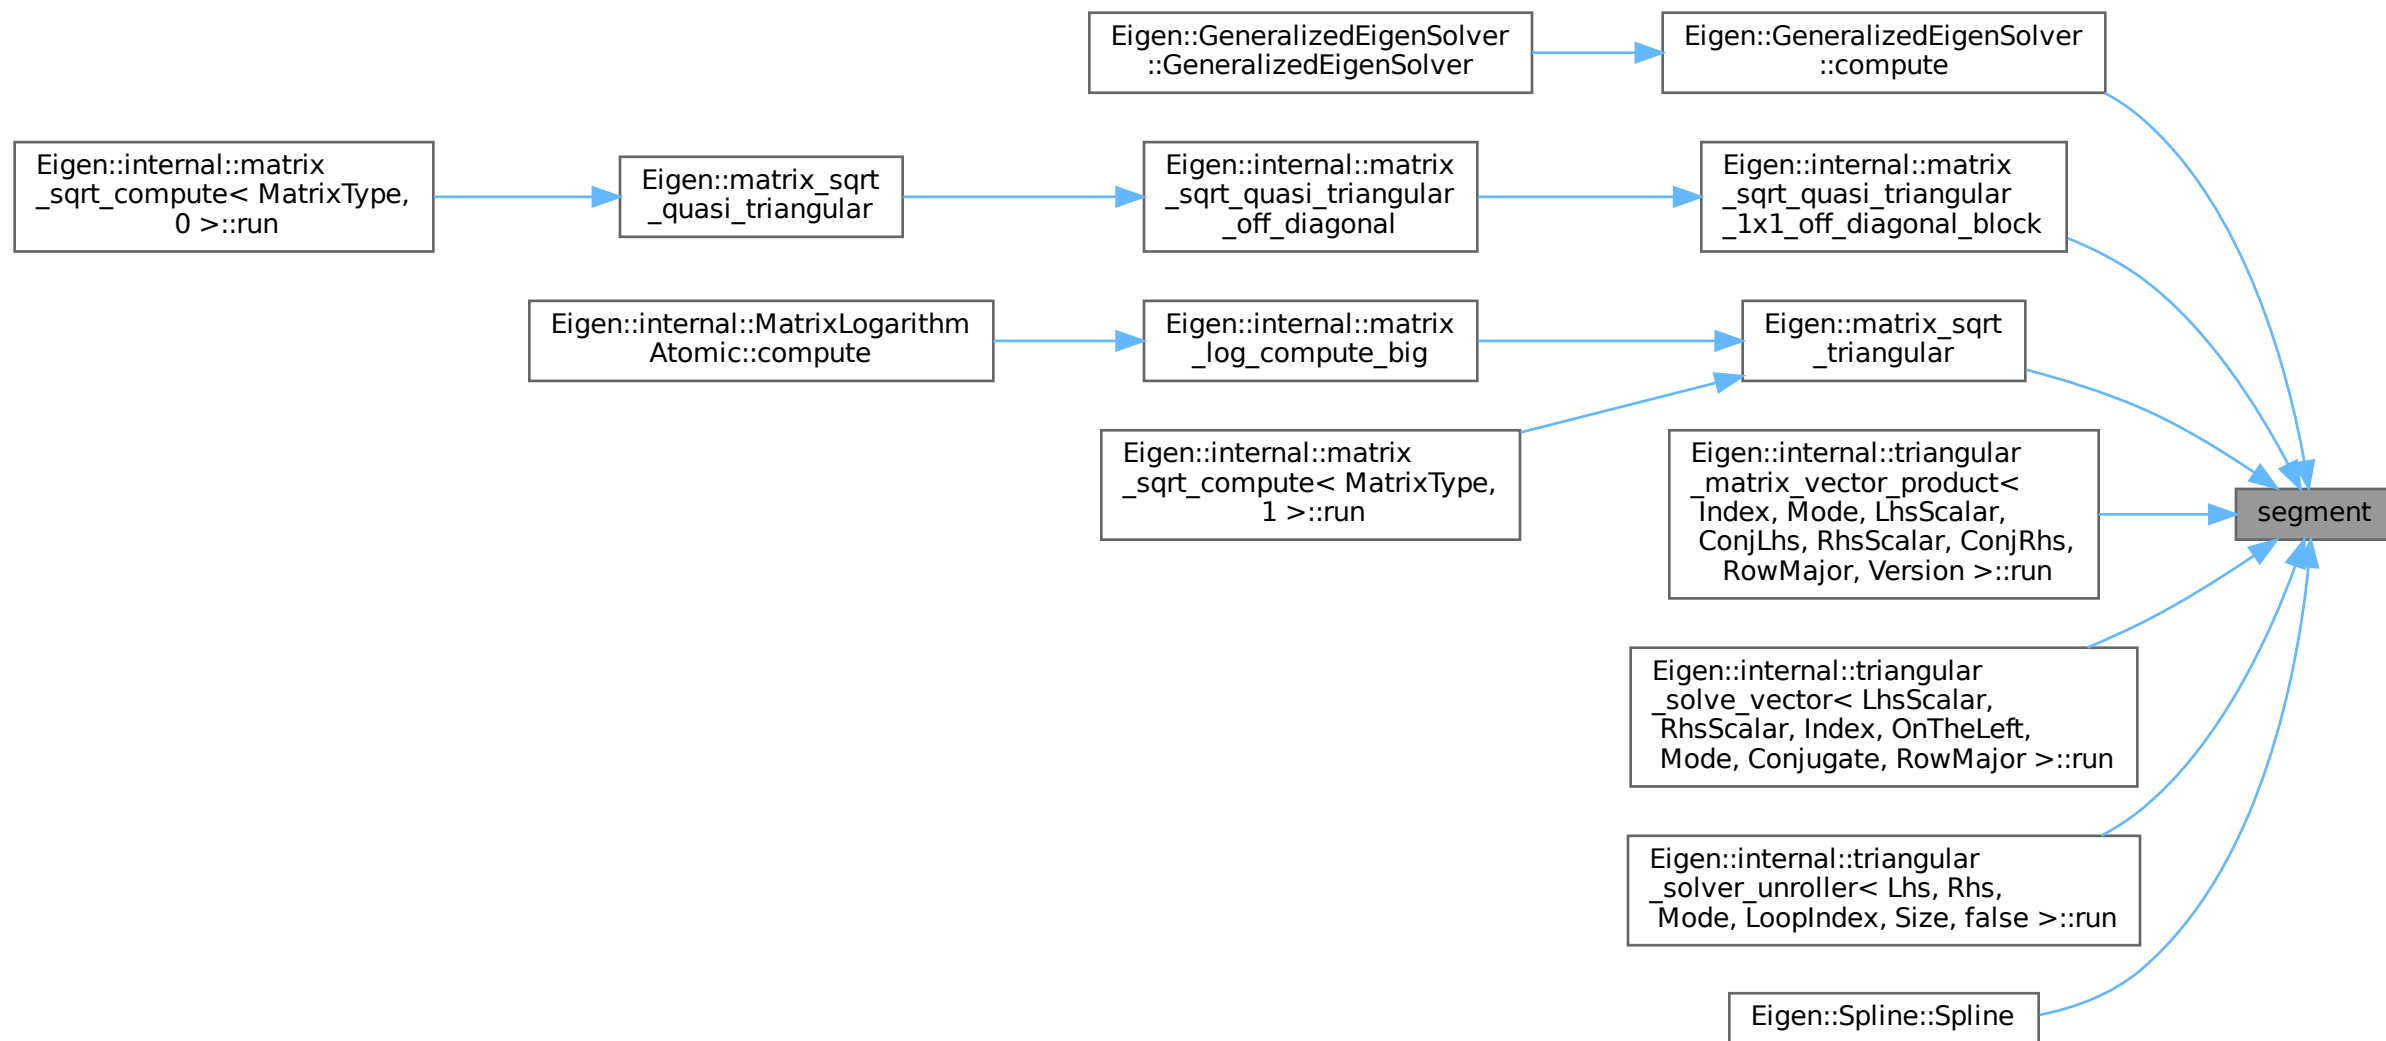 Eigen::GeneralizedEigenSolver
::GeneralizedEigenSolver
Eigen::GeneralizedEigenSolver
::compute
Eigen::internal::matrix
_sqrt_compute< MatrixType,
0 >::run
Eigen::matrix_sqrt
_quasi_triangular
Eigen::internal::matrix
_sqrt_quasi_triangular
_off_diagonal
Eigen::internal::matrix
_sqrt_quasi_triangular
_1x1_off_diagonal_block
Eigen::internal::MatrixLogarithm
Atomic::compute
Eigen::internal::matrix
_log_compute_big
Eigen::matrix_sqrt
_triangular
Eigen::internal::matrix
_sqrt_compute< MatrixType,
1 >::run
Eigen::internal::triangular
_matrix_vector_product<
Index, Mode, LhsScalar,
ConjLhs, RhsScalar, ConjRhs,
RowMajor, Version >::run
segment
Eigen::internal::triangular
_solve_vector< LhsScalar,
RhsScalar, Index, OnTheLeft,
Mode, Conjugate, RowMajor >::run
Eigen::internal::triangular
_solver_unroller< Lhs, Rhs,
Mode, LoopIndex, Size, false >::run
Eigen::Spline::Spline